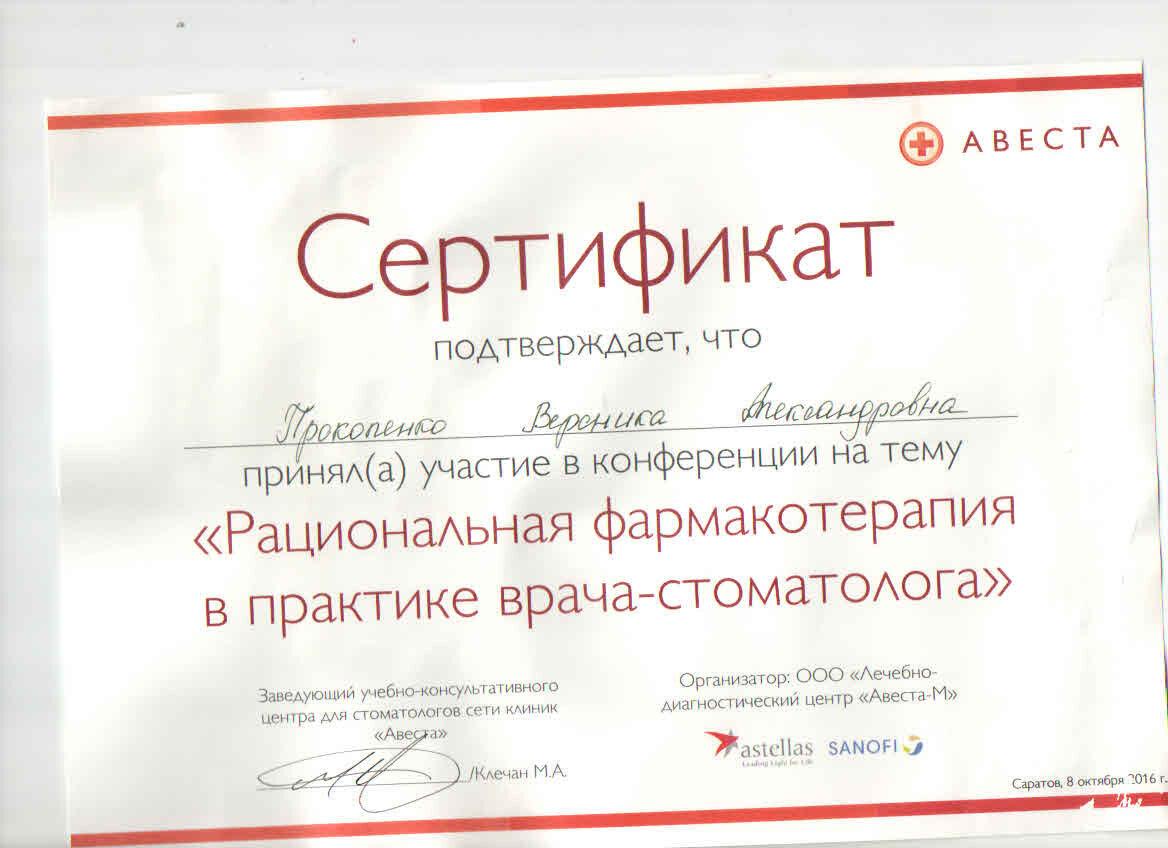 АВЕСТА
Сертификат
подтверждает, что
Прокопенко Вероника Александровна
принял(а) участие в конференции на тему
«Рациональная фармакотерапия
в практике врача-стоматолога»
Заведующий учебно-консультативного
центра для стоматологов сети клиник
«Авеста»
/Клечан М.А.
Организатор: ООО «Лечебно-
диагностический центр «Авеста-М»
astellas
Leading Light for Life
SANOFI
Саратов, 8 октября 2016 г.